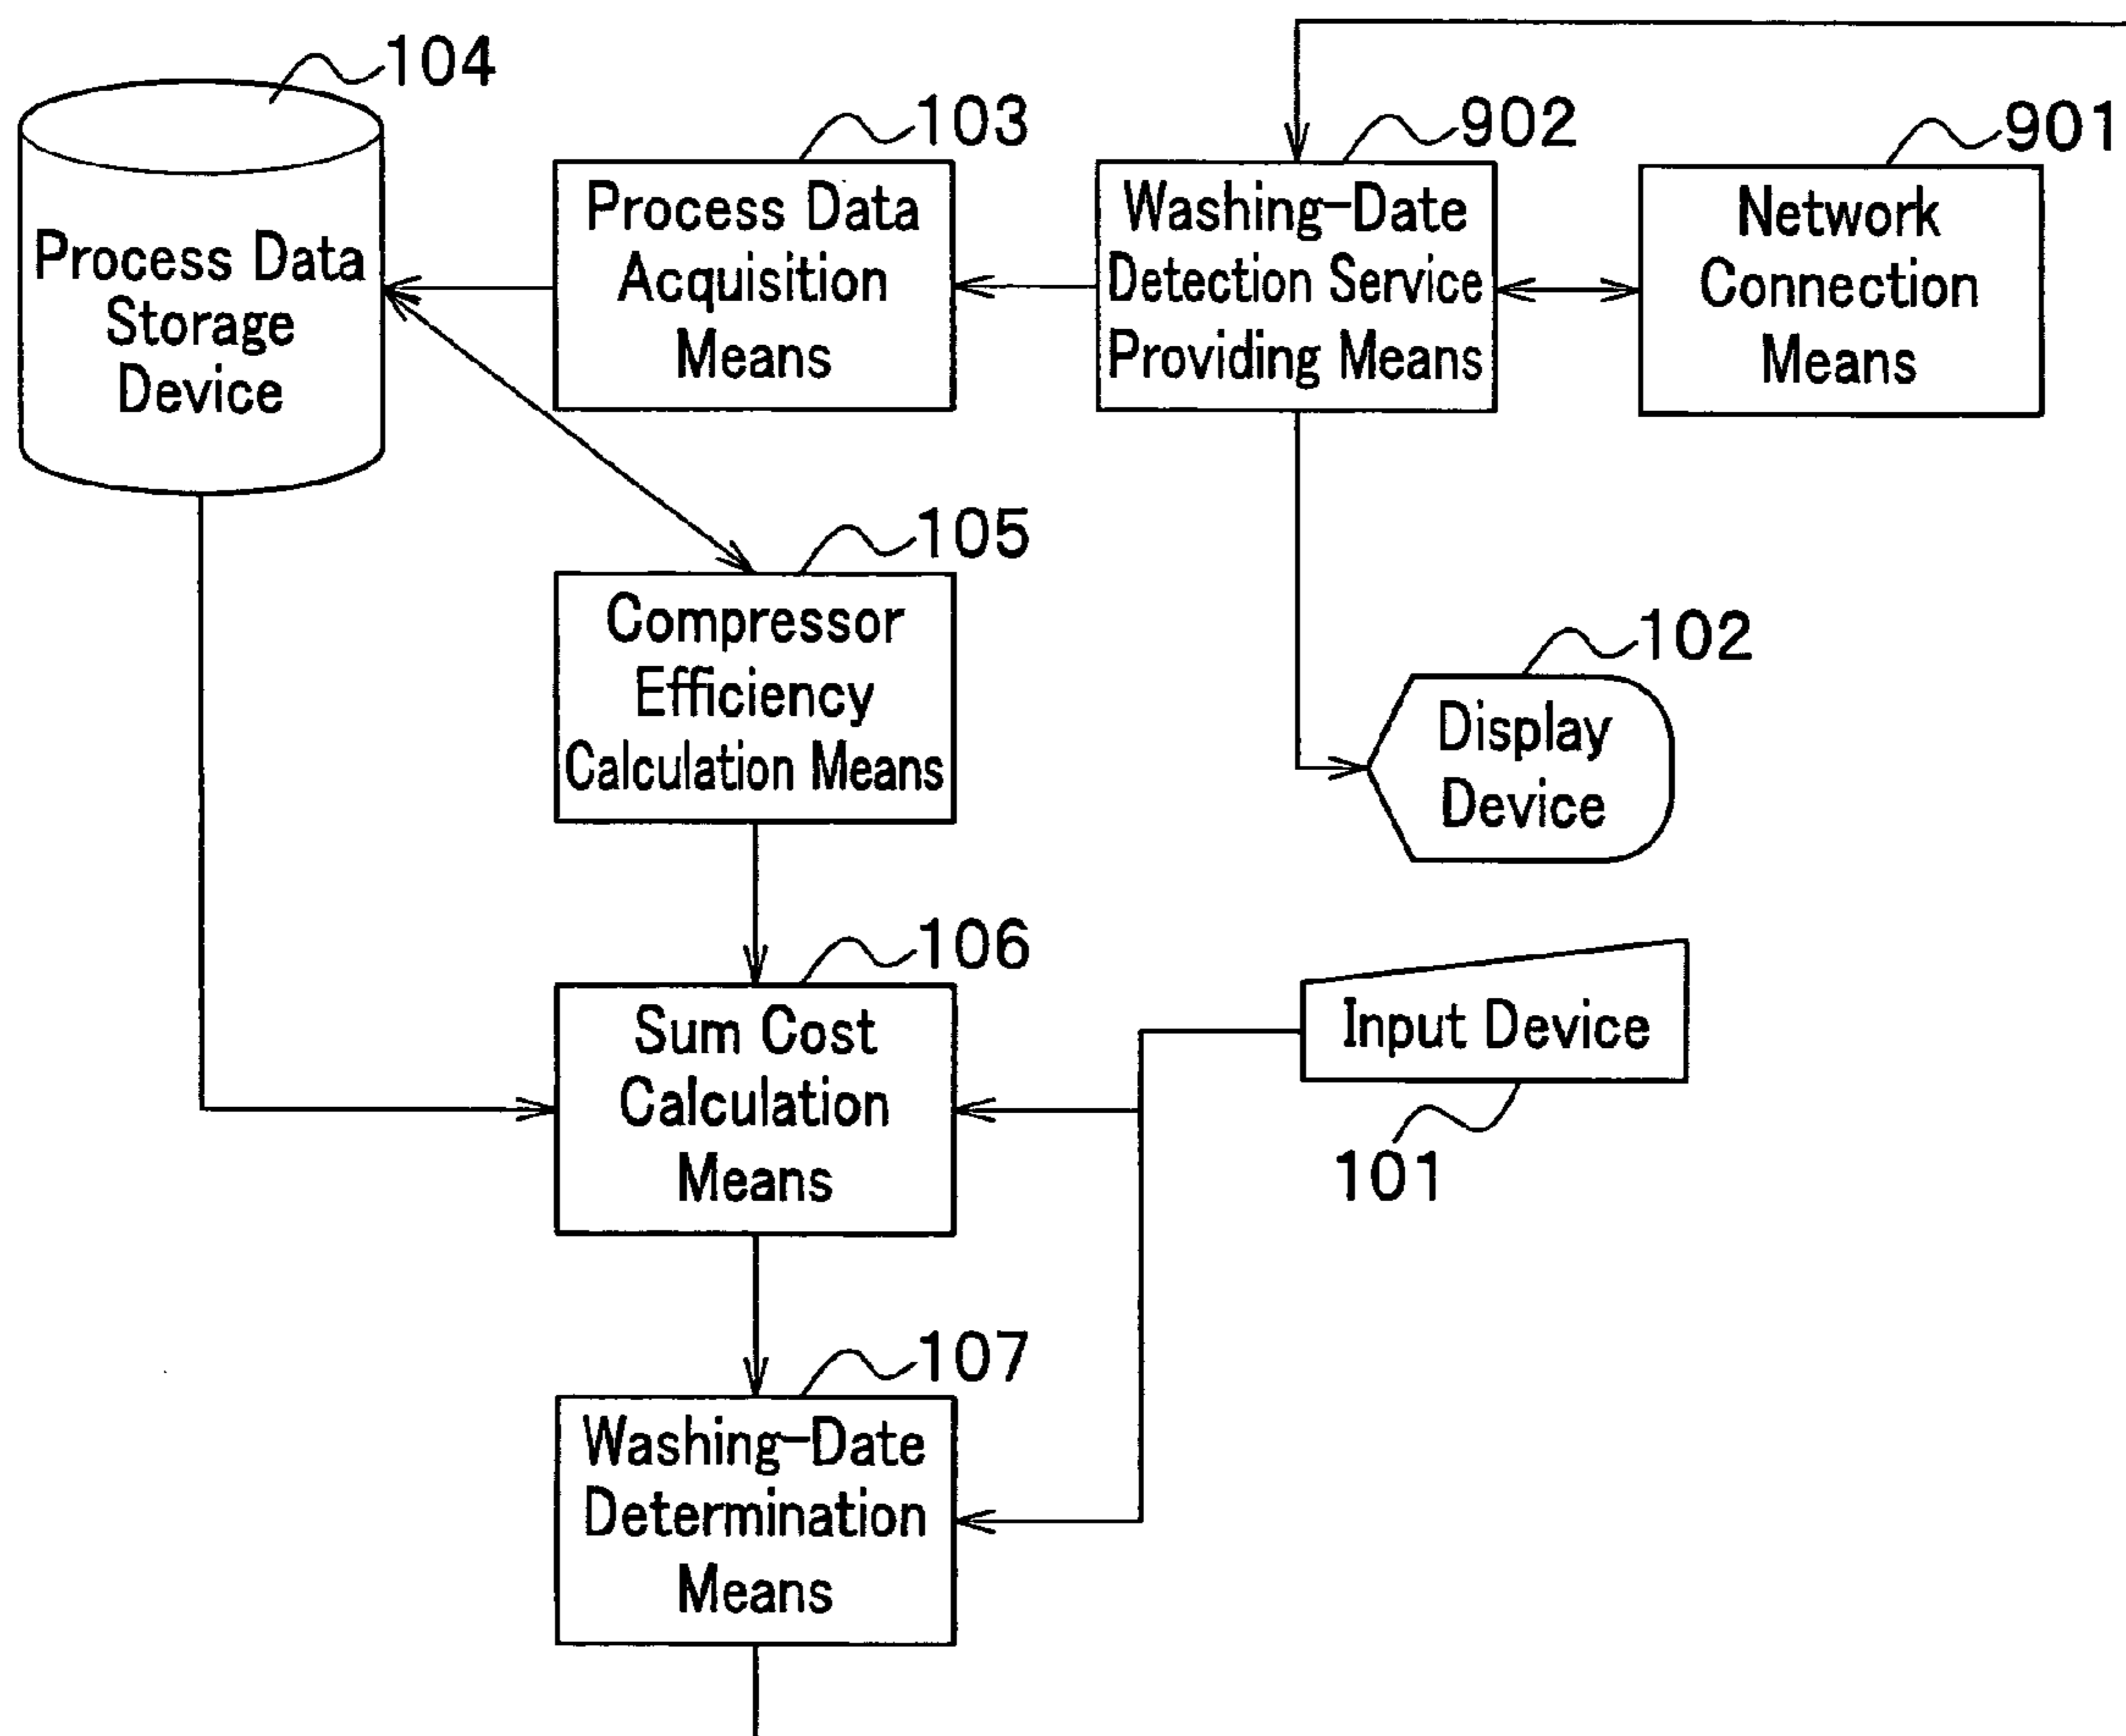 104
Process Data
Storage
Device
103
Process Data
Acquisition
Means
902
Washing-Date
Detection Service
Providing Means
901
Network
Connection
Means
105
Compressor
Efficiency
Calculation Means
102
Display
Device
106
Sum Cost
Calculation
Means
Input Device
101
107
Washing-Date
Determination
Means